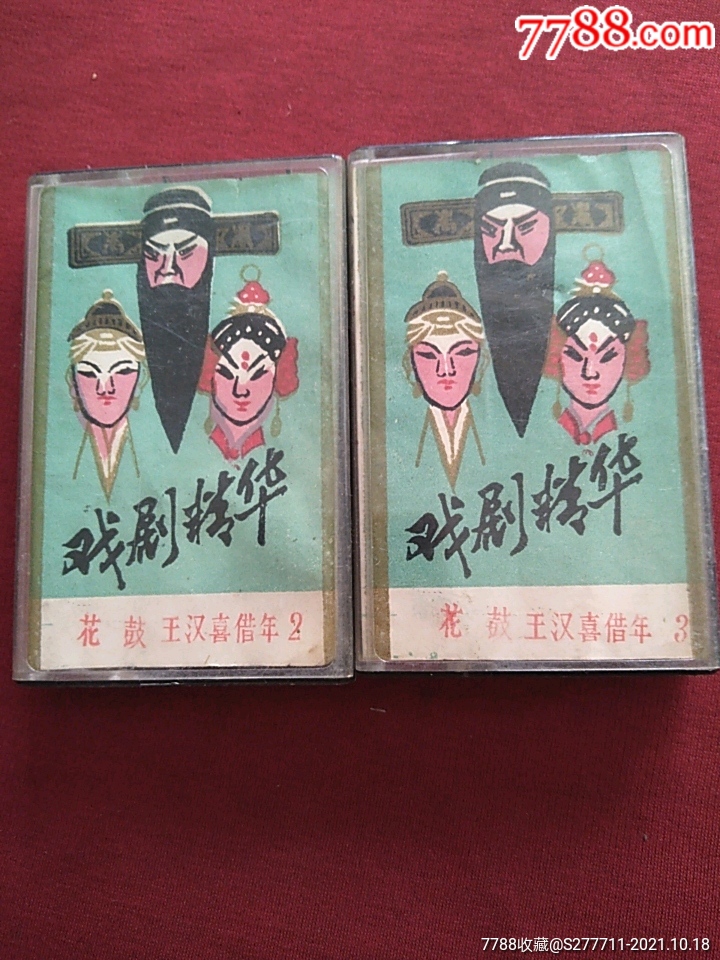 7788.com
戏剧精华
花 鼓 王汉喜借年 2
戏剧精华
花 鼓 王汉喜借年 3
7788收藏@S277711-2021.10.18